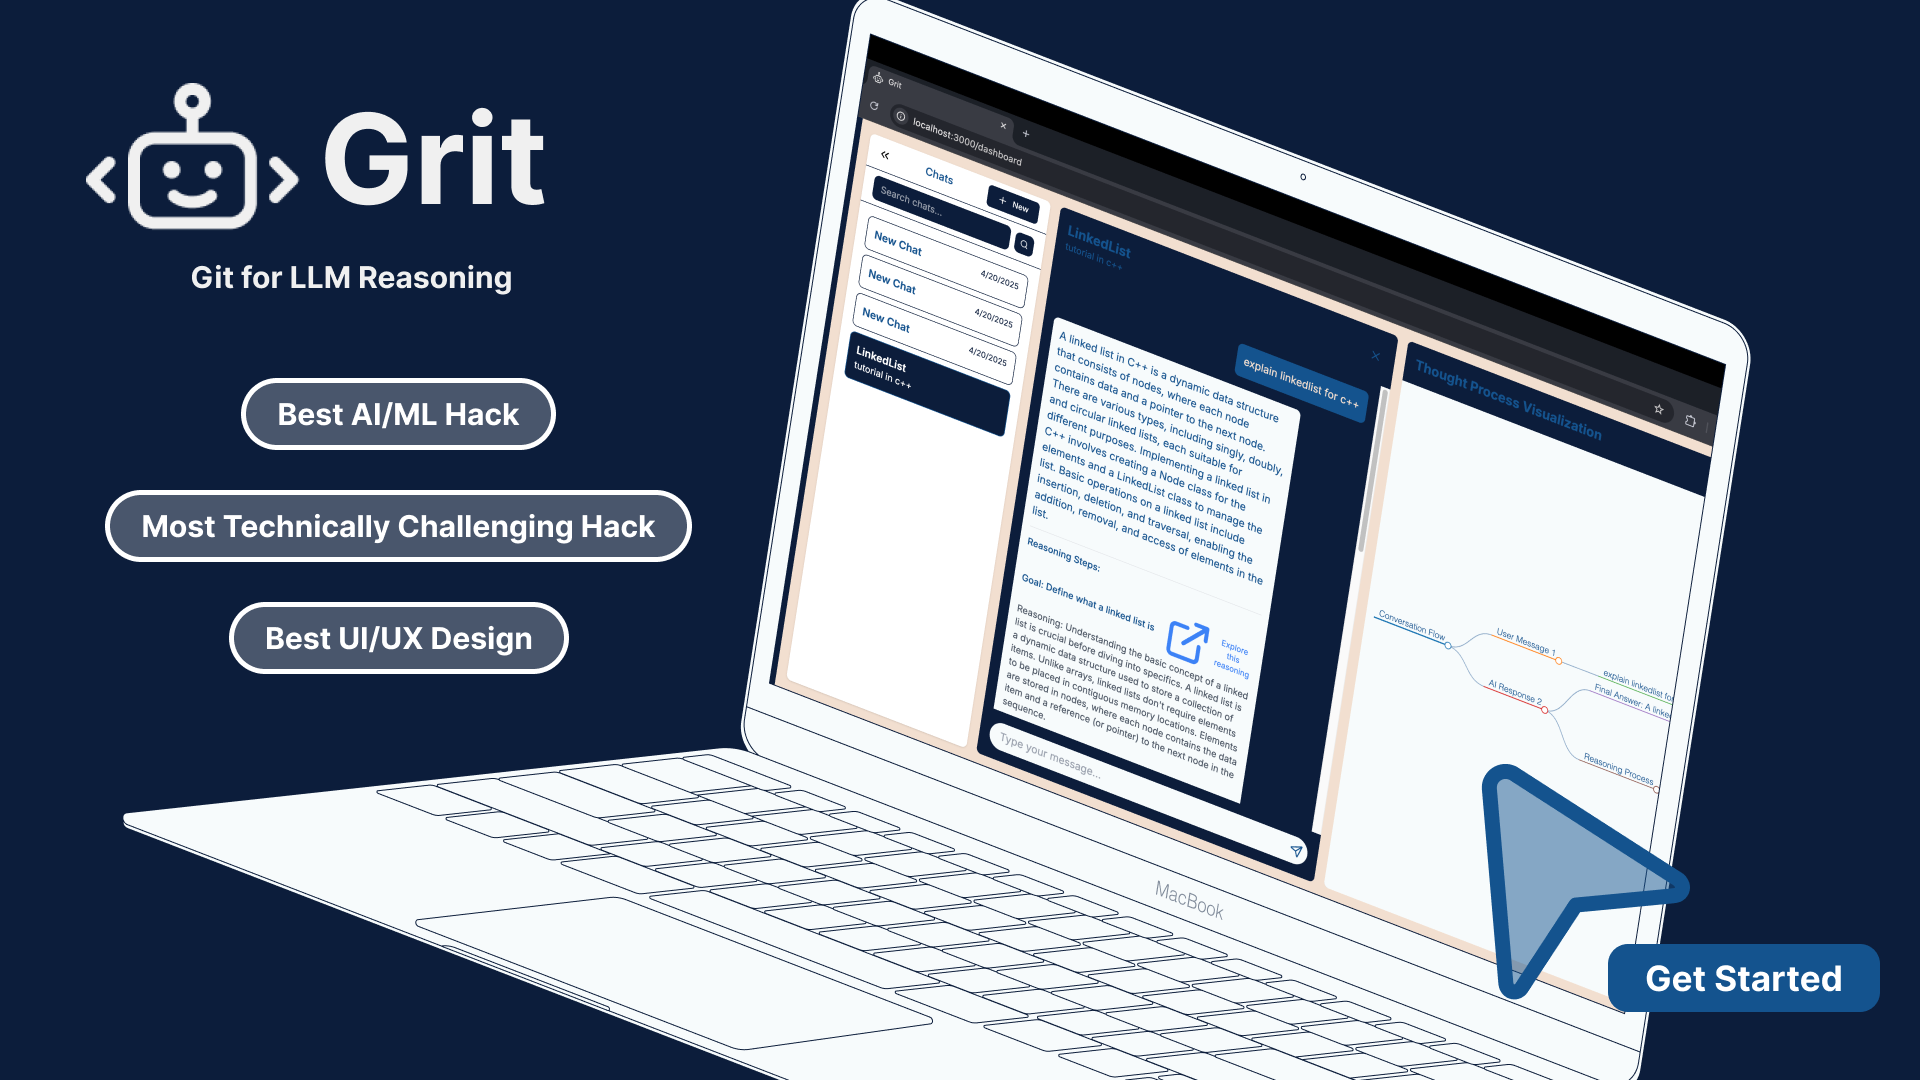 Grit
Git for LLM Reasoning
Best AI/ML Hack
Most Technically Challenging Hack
Best UI/UX Design
Grit
localhost:3000/dashboard
Chats
New
Search chats...
New Chat
4/20/2025
New Chat
4/20/2025
New Chat
4/20/2025
LinkedList
tutorial in c++
LinkedList
tutorial in c++
explain linkedlist for c++
A linked list in C++ is a dynamic data structure
that consists of nodes, where each node
contains data and a pointer to the next node.
There are various types, including singly, doubly,
and circular linked lists, each suitable for
different purposes. Implementing a linked list in
C++ involves creating a Node class for the
elements and a LinkedList class to manage the
list. Basic operations on a linked list include
insertion, deletion, and traversal, enabling the
addition, removal, and access of elements in the
list.
Reasoning Steps:
Goal: Define what a linked list is
Explore
this
reasoning
Reasoning: Understanding the basic concept of a linked
list is crucial before diving into specifics. A linked list is
a dynamic data structure used to store a collection of
items. Unlike arrays, linked lists don't require elements
to be placed in contiguous memory locations. Elements
are stored in nodes, where each node contains the data
item and a reference (or pointer) to the next node in the
sequence.
Type your message...
Thought Process Visualization
Conversation Flow
User Message 1
explain linkedlist for
AI Response 2
Final Answer: A linke
Reasoning Process
MacBook
Get Started